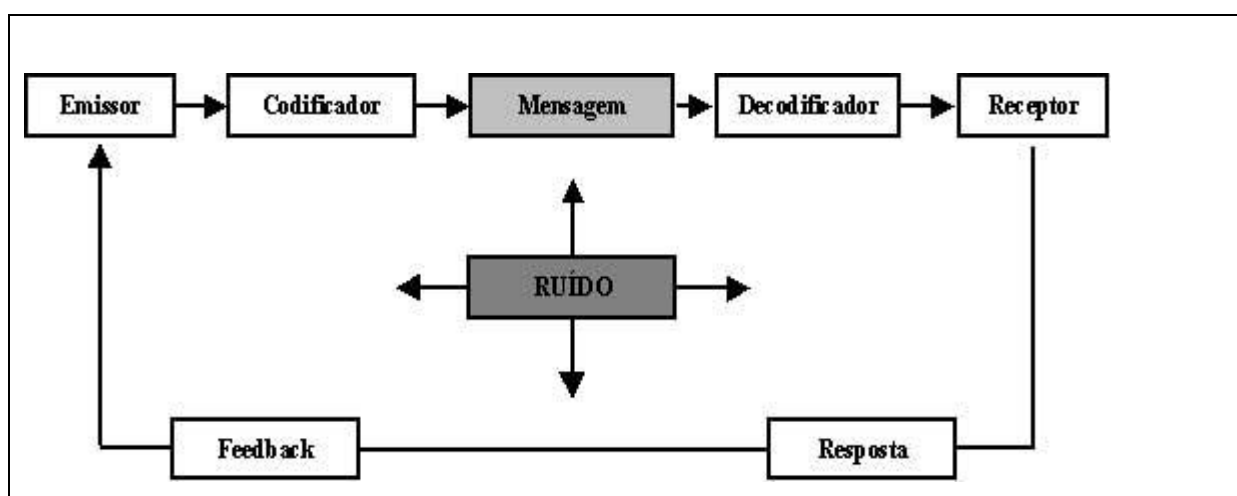 Emissor
Codificador
Mensagem
Decodificador
Receptor
RUÍDO
Feedback
Resposta